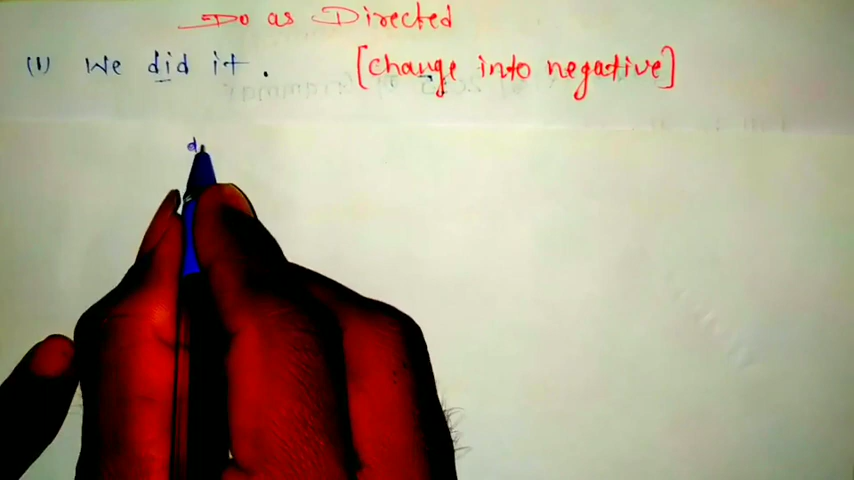 Do as Directed
(1) We did it. [change into negative]
d